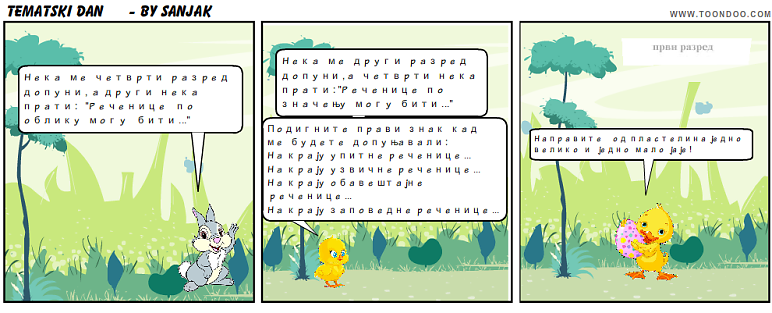 TEMATSKI DAN - BY SANJAK
WWW.TOONDOO.COM
Нека ме четврти разред
допуни,а други нека
прати: "Реченице по
облику могу бити..."
Нека ме други разред
допуни,а четврти нека
прати:"Реченице по
значењу могу бити..."
Подигните прави знак кад
ме будете допуњавали:
На крају упитне реченице...
На крају узвичне реченице...
На крају обавештајне
реченице...
На крају заповедне реченице...
први разред
Направите од пластелина једно
велико и једно мало јаје!